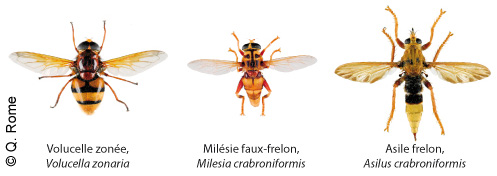 © Q. Rome
Volucelle zonée,
Volucella zonaria
Milésie faux-frelon,
Milesia crabroniformis
Asile frelon,
Asilus crabroniformis